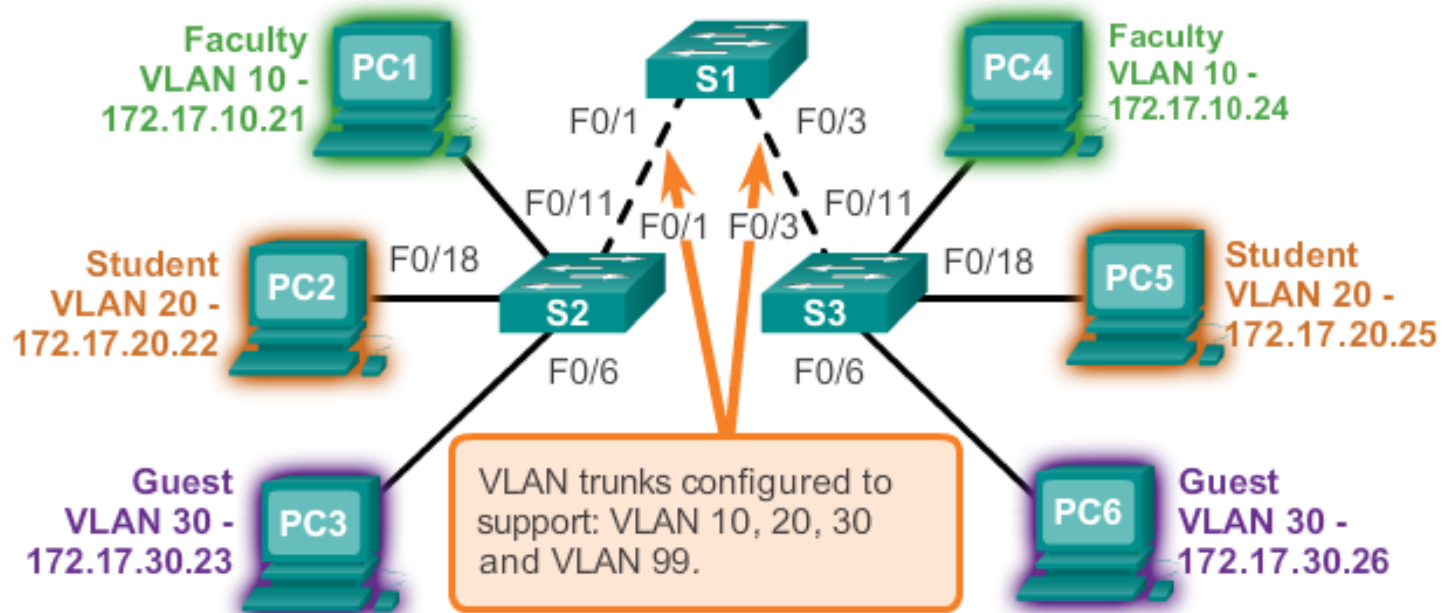 Faculty
VLAN 10 -
172.17.10.21
PC1
S1
PC4
Faculty
VLAN 10 -
172.17.10.24
F0/1
F0/3
F0/11
F0/1
F0/3
F0/11
Student
VLAN 20 -
172.17.20.22
PC2
F0/18
S2
S3
F0/18
PC5
Student
VLAN 20 -
172.17.20.25
F0/6
F0/6
Guest
VLAN 30 -
172.17.30.23
PC3
VLAN trunks configured to
support: VLAN 10, 20, 30
and VLAN 99.
PC6
Guest
VLAN 30 -
172.17.30.26